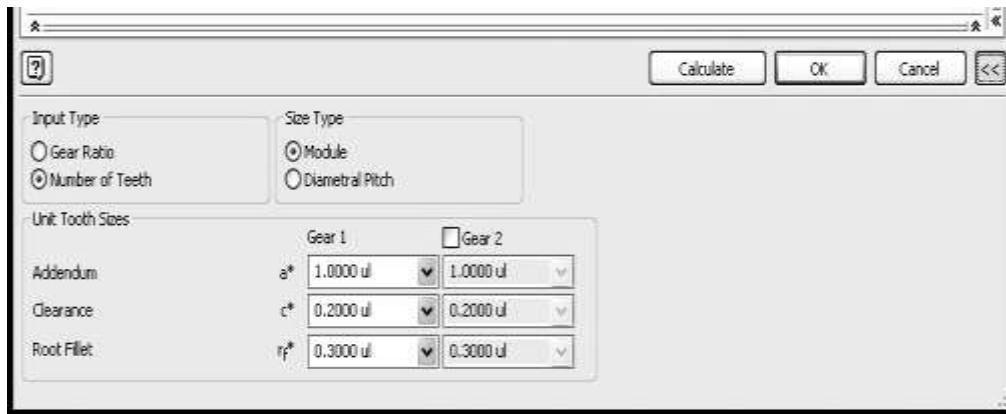 Calculate OK Cancel <<
Input Type Size Type
Gear Ratio Module
Number of Teeth Diametral Pitch
Unit Tooth Sizes
Gear 1 Gear 2
Addendum a* 1.0000 ul 1.0000 ul
Clearance c* 0.2000 ul 0.2000 ul
Root Fillet rf* 0.3000 ul 0.3000 ul